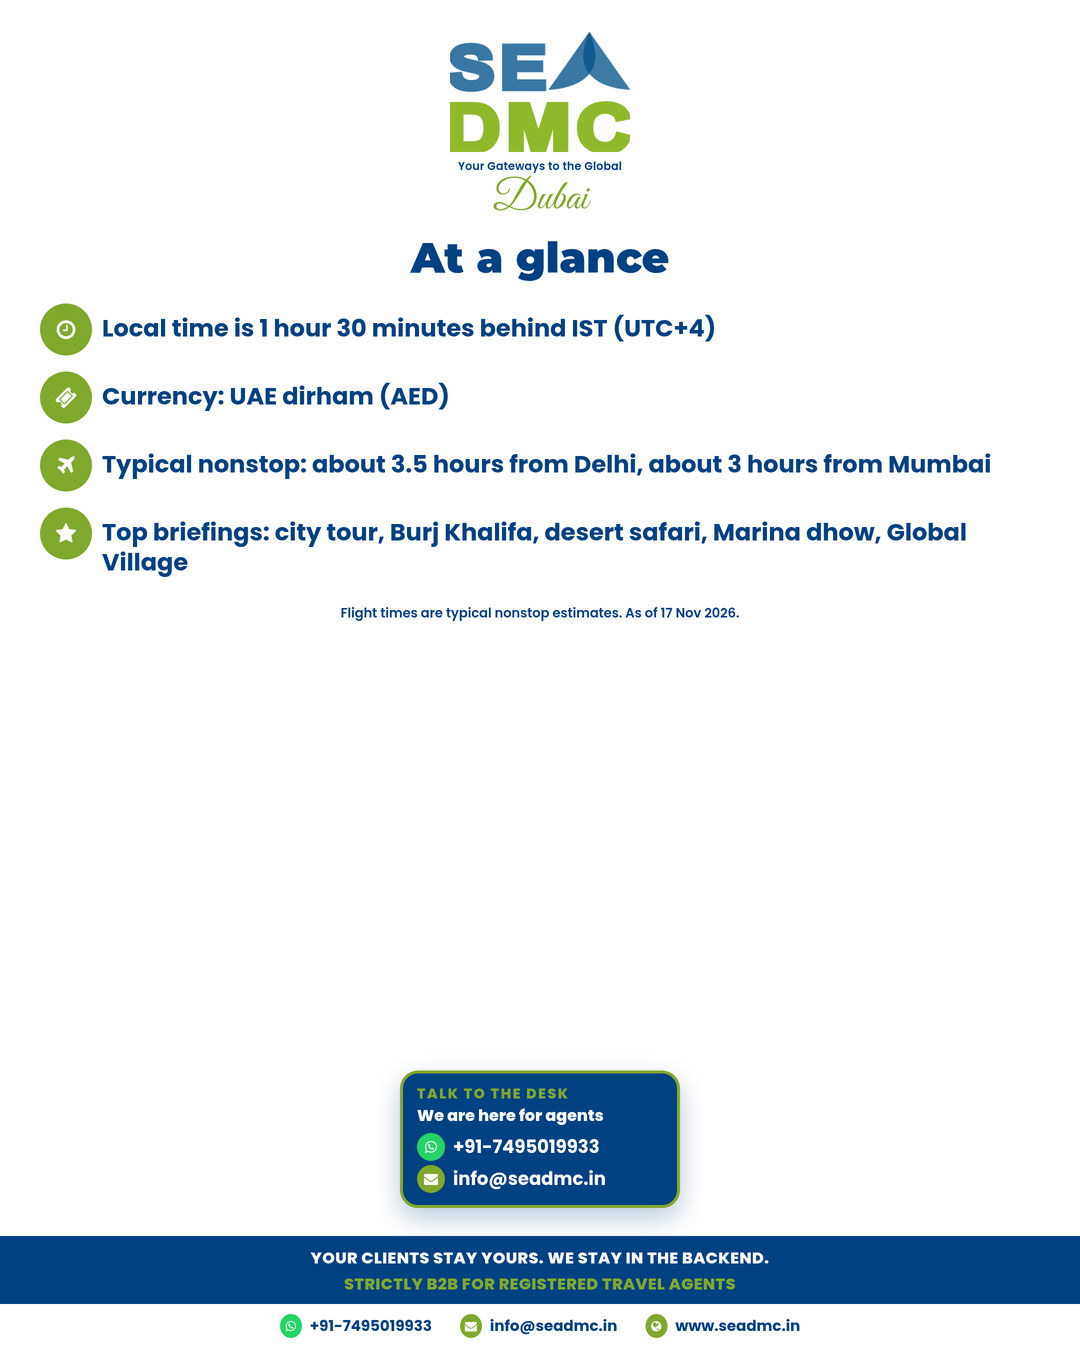 SEA
DMC
Your Gateways to the Global
Dubai
At a glance
Local time is 1 hour 30 minutes behind IST (UTC+4)
Currency: UAE dirham (AED)
Typical nonstop: about 3.5 hours from Delhi, about 3 hours from Mumbai
Top briefings: city tour, Burj Khalifa, desert safari, Marina dhow, Global
Village
Flight times are typical nonstop estimates. As of 17 Nov 2026.
TALK TO THE DESK
We are here for agents
+91-7495019933
info@seadmc.in
YOUR CLIENTS STAY YOURS. WE STAY IN THE BACKEND.
STRICTLY B2B FOR REGISTERED TRAVEL AGENTS
+91-7495019933 info@seadmc.in www.seadmc.in